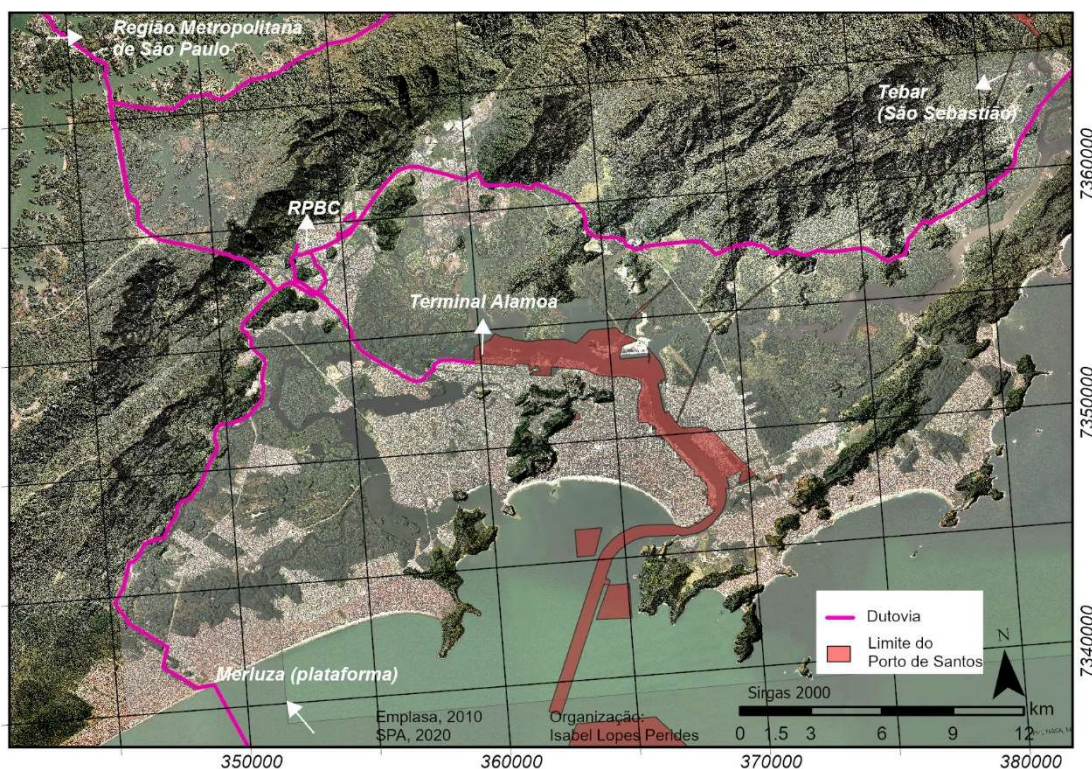 Região Metropolitana
de São Paulo
Tebar
(São Sebastião)
RPBC
Terminal Alamoa
Merluza (plataforma)
Dutovia
Limite do
Porto de Santos
N
Sirgas 2000
km
0 1.5 3 6 9 12
Emplasa, 2010
SPA, 2020
Organização:
Isabel Lopes Perides
7360000
7350000
7340000
350000 360000 370000 380000